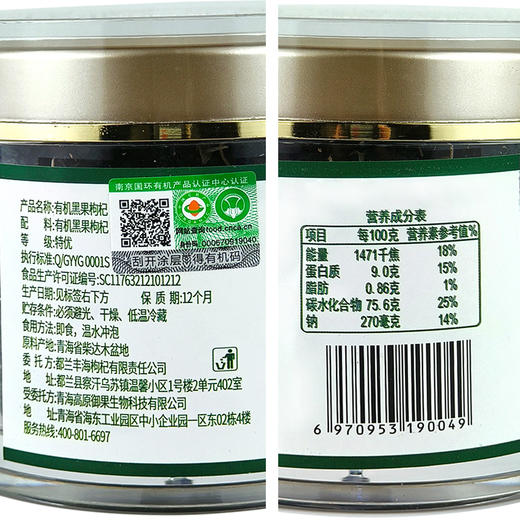 南京国环有机产品认证中心认证
产品名称:有机黑果枸杞
配    料:有机黑果枸杞
等    级:特优
网站查询food.cnca.cn
000670919040
刮开涂层获得有机码
执行标准:Q/GYYG 0001S
食品生产许可证编号:SC11763212101212
生产日期:见标签右下方 保 质 期:12个月
贮存条件:必须避光、干燥、低温冷藏
食用方法:即食，温水冲泡
原料产地:青海省柴达木盆地
委 托 方:都兰丰海枸杞有限责任公司
地    址:都兰县察汗乌苏镇温馨小区1号楼2单元402室
受委托方:青海高原御果生物科技有限公司
地    址:青海省海东工业园区中小企业园一区东02栋4楼
服务热线:400-801-6697
营养成分表
项目 每100克 营养素参考值%
能量 1471千焦 18%
蛋白质 9.0克 15%
脂肪 0.86克 1%
碳水化合物 75.6克 25%
钠 270毫克 14%
6 970953 190049